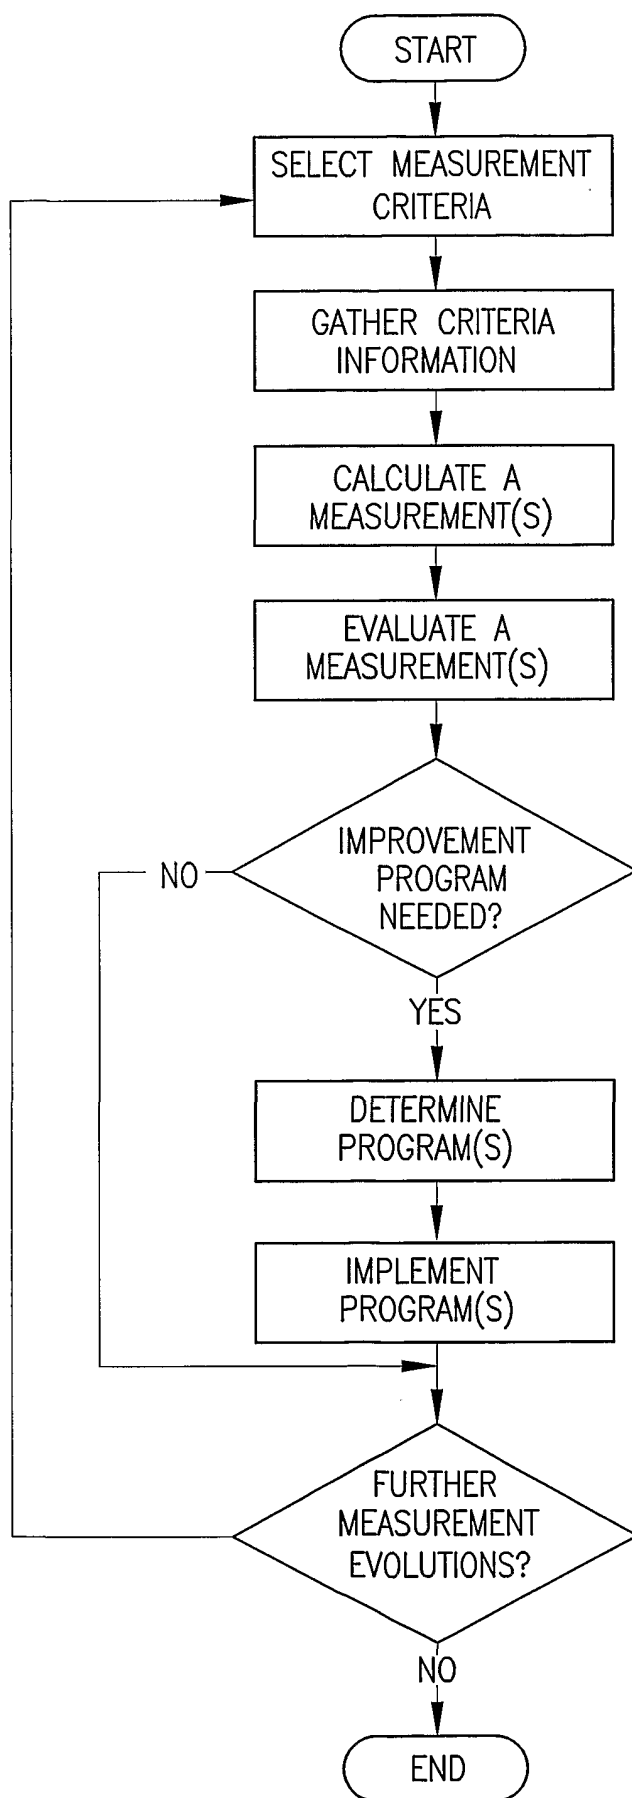 START
SELECT MEASUREMENT
CRITERIA
GATHER CRITERIA
INFORMATION
CALCULATE A
MEASUREMENT(S)
EVALUATE A
MEASUREMENT(S)
IMPROVEMENT
PROGRAM
NEEDED?
NO
YES
DETERMINE
PROGRAM(S)
IMPLEMENT
PROGRAM(S)
FURTHER
MEASUREMENT
EVOLUTIONS?
NO
END